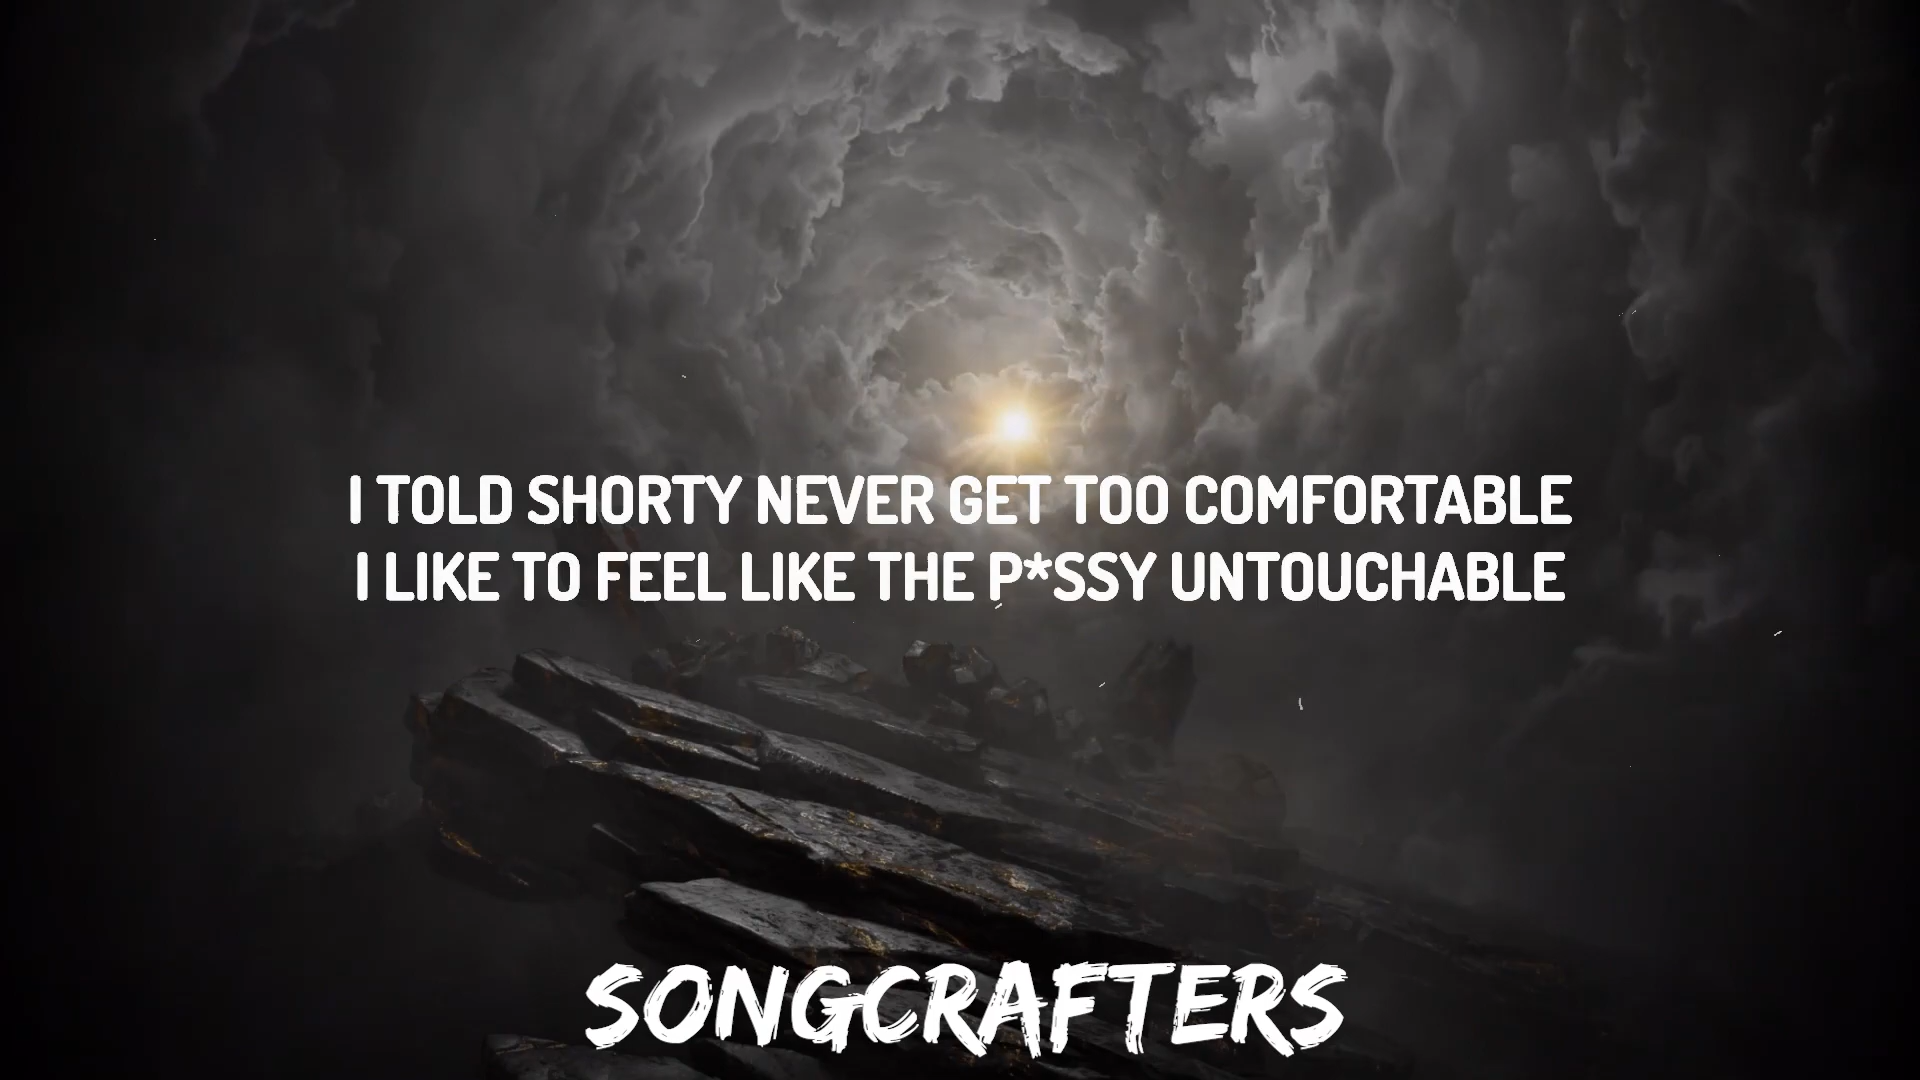 I TOLD SHORTY NEVER GET TOO COMFORTABLE
I LIKE TO FEEL LIKE THE P*SSY UNTOUCHABLE
SONGCRAFTERS